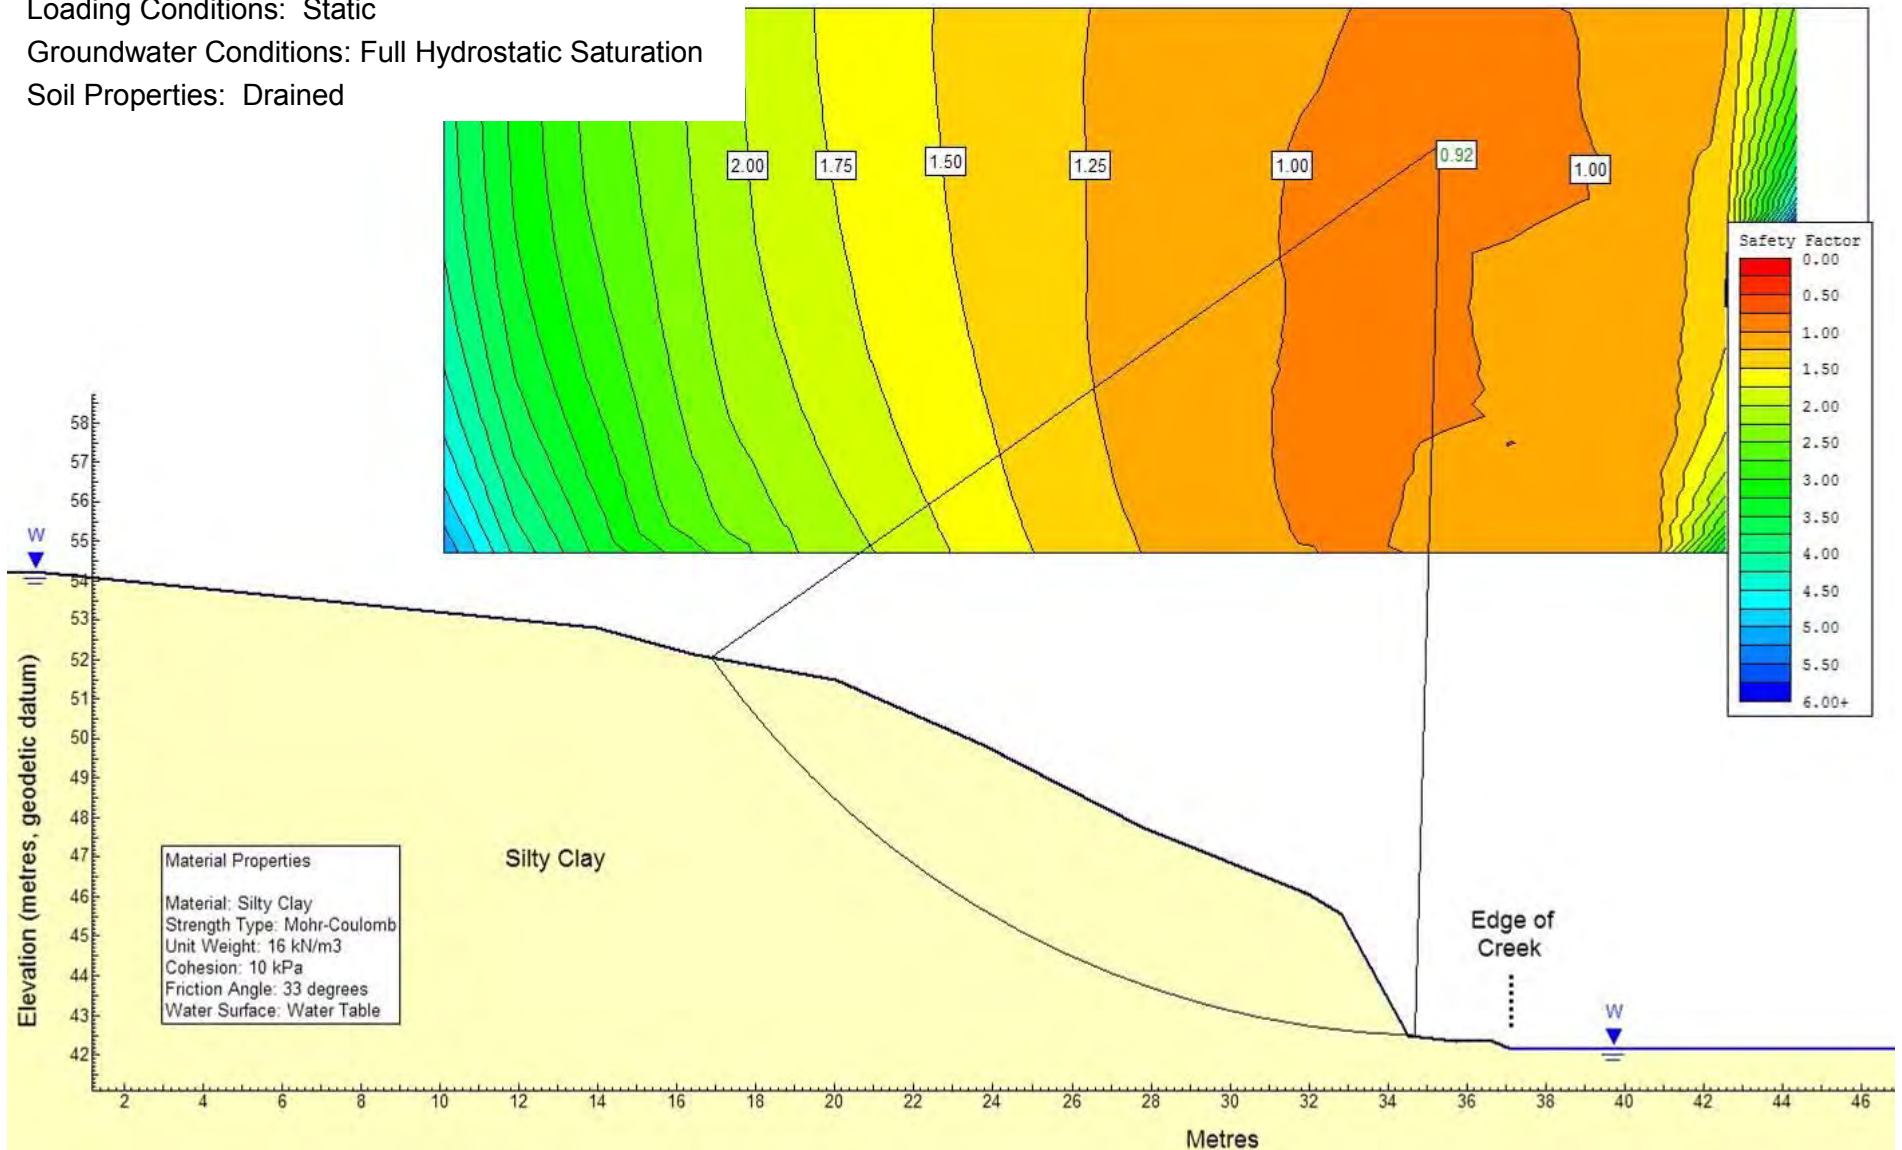 Loading Conditions: Static
Groundwater Conditions: Full Hydrostatic Saturation
Soil Properties: Drained
2.00
1.75
1.50
1.25
1.00
0.92
1.00
Safety Factor
0.00
0.50
1.00
1.50
2.00
2.50
3.00
3.50
4.00
4.50
5.00
5.50
6.00+
W
58
57
56
55
54
53
52
51
50
49
48
47
46
45
44
43
42
Elevation (metres, geodetic datum)
Material Properties
Material: Silty Clay
Strength Type: Mohr-Coulomb
Unit Weight: 16 kN/m3
Cohesion: 10 kPa
Friction Angle: 33 degrees
Water Surface: Water Table
Silty Clay
Edge of
Creek
W
2 4 6 8 10 12 14 16 18 20 22 24 26 28 30 32 34 36 38 40 42 44 46
Metres